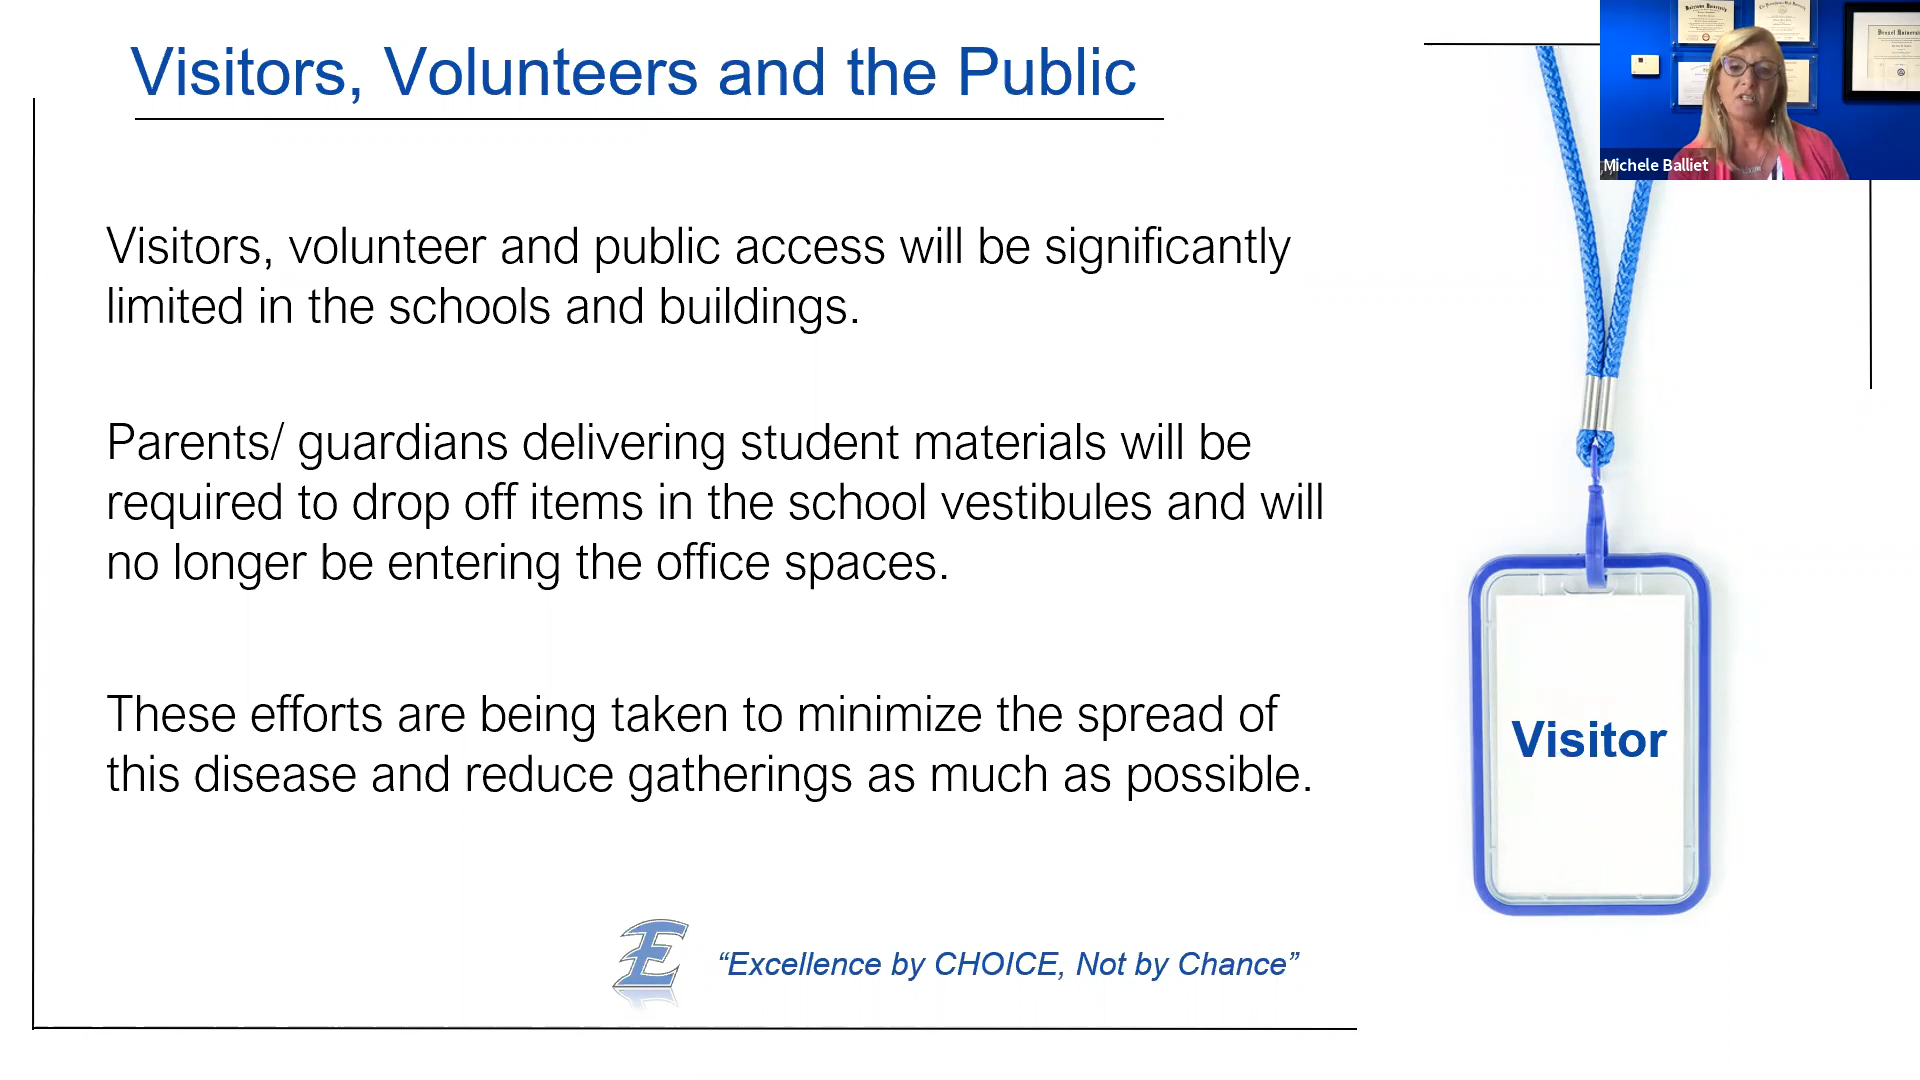 Visitors, Volunteers and the Public
Michele Balliet
Visitors, volunteer and public access will be significantly
limited in the schools and buildings.
Parents/ guardians delivering student materials will be
required to drop off items in the school vestibules and will
no longer be entering the office spaces.
These efforts are being taken to minimize the spread of
this disease and reduce gatherings as much as possible.
Visitor
E
“Excellence by CHOICE, Not by Chance”